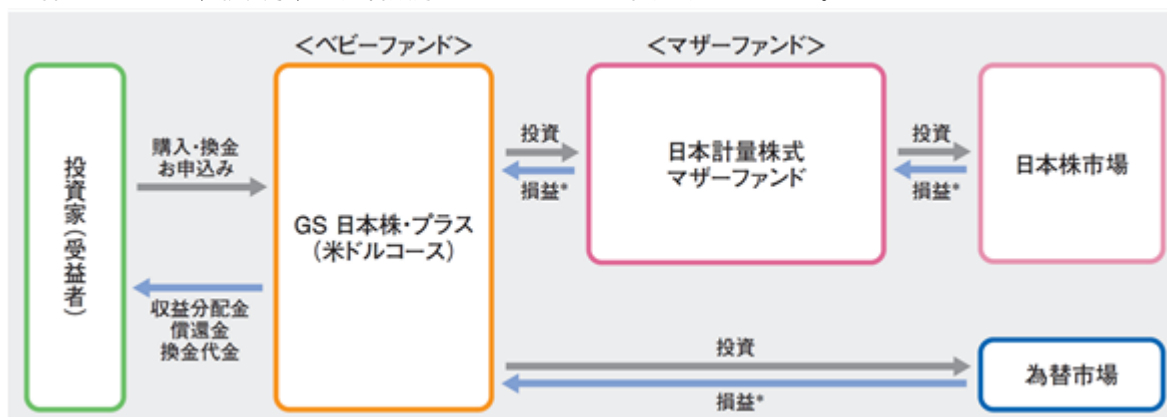 <ベビーファンド>
<マザーファンド>
投資家(受益者)
購入・換金
お申込み
収益分配金
償還金
換金代金
GS 日本株・プラス
(米ドルコース)
投資
損益*
日本計量株式
マザーファンド
投資
損益*
日本株市場
投資
損益*
為替市場